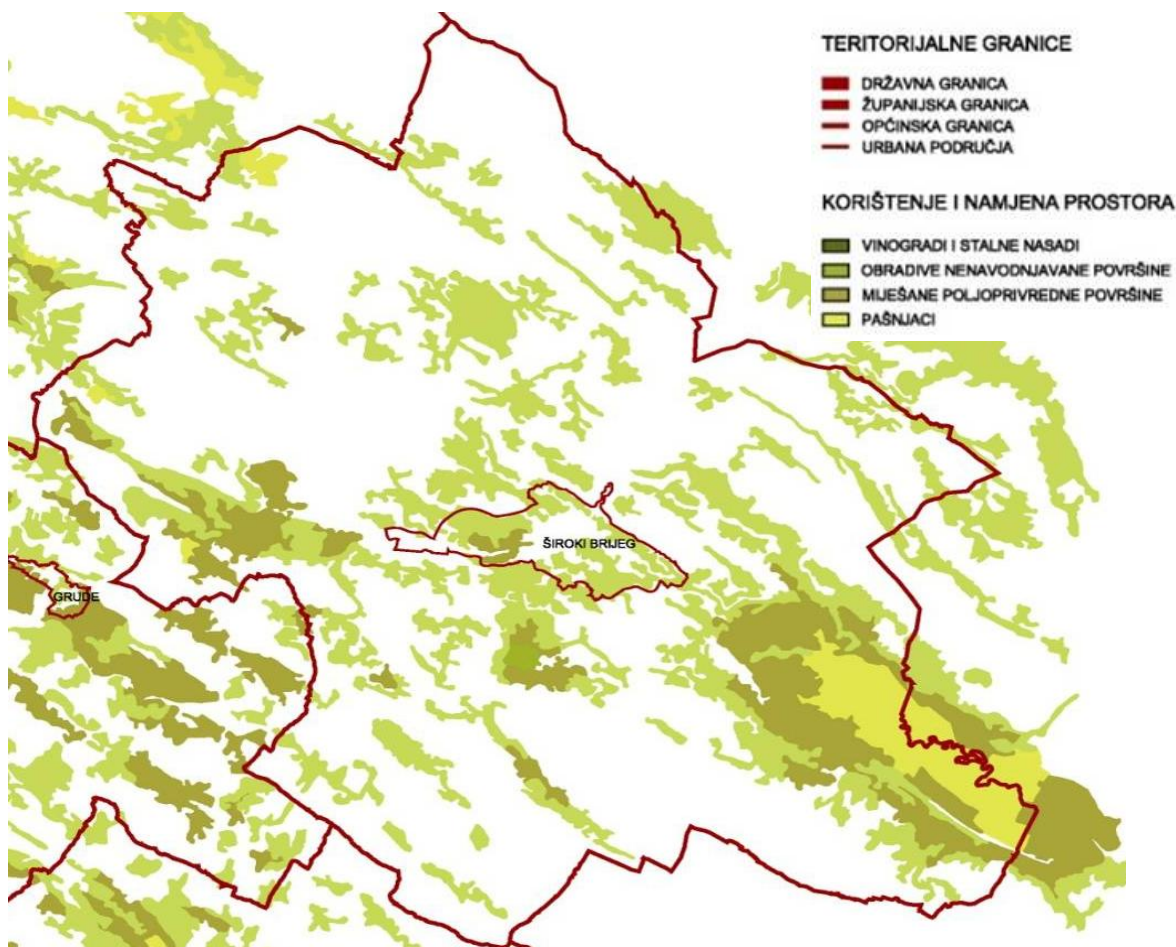 TERITORIJALNE GRANICE
DRŽAVNA GRANICA
ŽUPANIJSKA GRANICA
OPĆINSKA GRANICA
URBANA PODRUČJA
KORIŠTENJE I NAMJENA PROSTORA
VINOGRADI I STALNE NASADI
OBRADIVE NENAVODNJAVANE POVRŠINE
MIJEŠANE POLJOPRIVREDNE POVRŠINE
PAŠNJACI
ŠIROKI BRIJEG
GRUDE